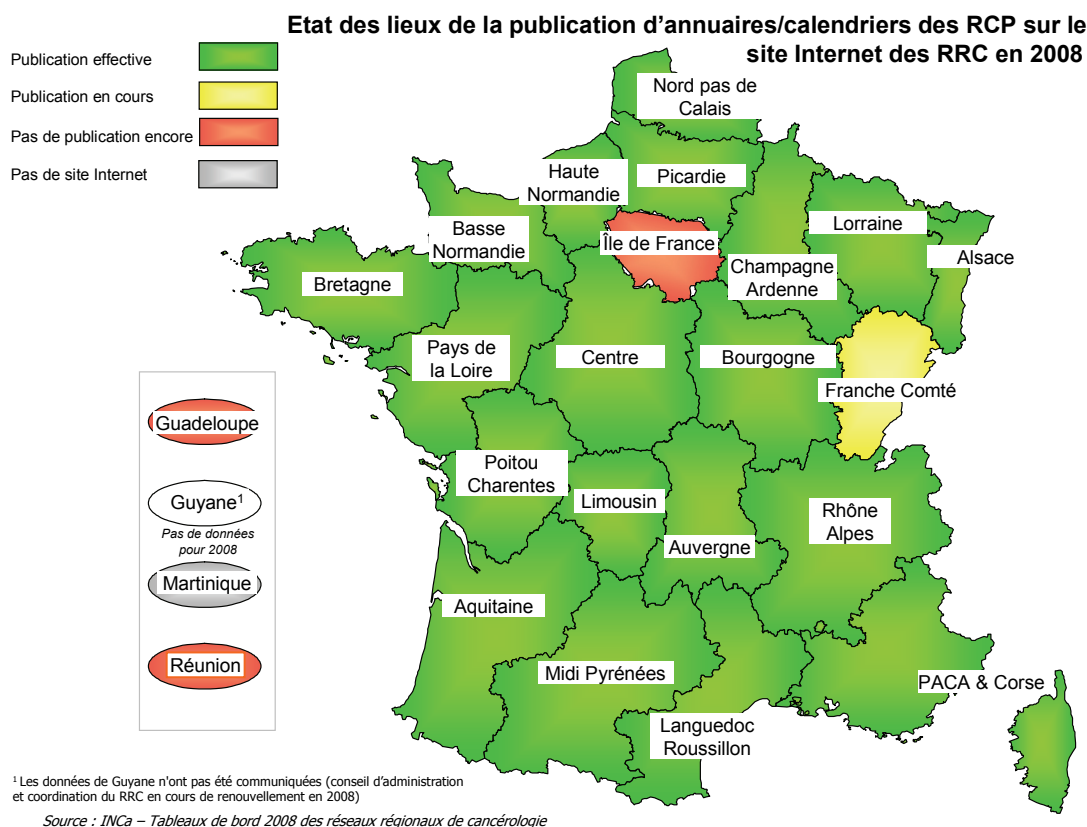 Etat des lieux de la publication d'annuaires/calendriers des RCP sur le
site Internet des RRC en 2008
Publication effective
Publication en cours
Pas de publication encore
Pas de site Internet
Nord pas de
Calais
Haute
Normandie
Picardie
Basse
Normandie
Île de France
Lorraine
Alsace
Champagne
Ardenne
Bretagne
Pays de
la Loire
Centre
Bourgogne
Franche Comté
Guadeloupe
Poitou
Charentes
Limousin
Rhône
Alpes
Guyane¹
Pas de données
pour 2008
Auvergne
Martinique
Aquitaine
Réunion
Midi Pyrénées
PACA & Corse
Languedoc
Roussillon
¹ Les données de Guyane n'ont pas été communiquées (conseil d'administration
et coordination du RRC en cours de renouvellement en 2008)
Source : INCa – Tableaux de bord 2008 des réseaux régionaux de cancérologie